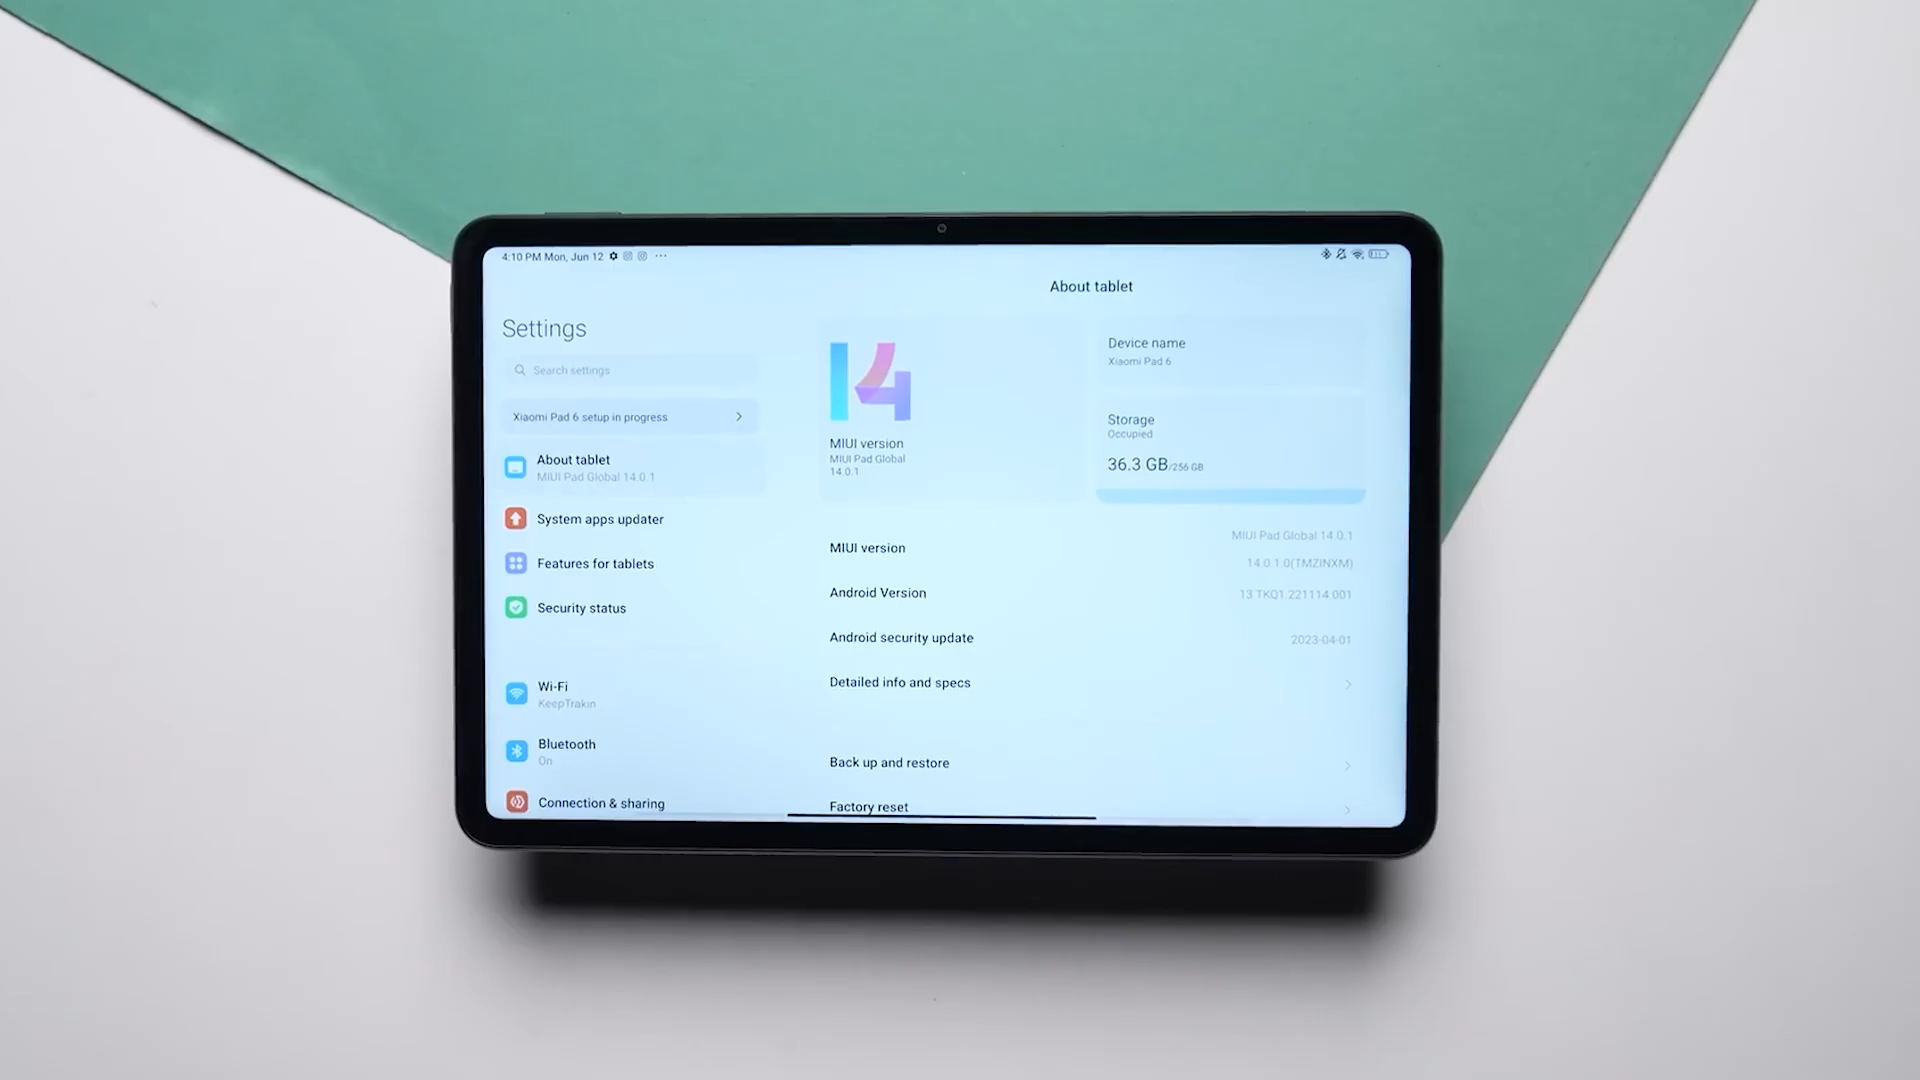 4:10 PM Mon, Jun 12
About tablet
Settings
Search settings
Xiaomi Pad 6 setup in progress
About tablet
MIUI Pad Global 14.0.1
System apps updater
Features for tablets
Security status
Wi-Fi
KeepTrakin
Bluetooth
On
Connection & sharing
14
MIUI version
MIUI Pad Global
14.0.1
Device name
Xiaomi Pad 6
Storage
Occupied
36.3 GB/256 GB
MIUI version
MIUI Pad Global 14.0.1
14.0.1.0(TMZINXM)
Android Version
13 TKQ1.221114.001
Android security update
2023-04-01
Detailed info and specs
Back up and restore
Factory reset